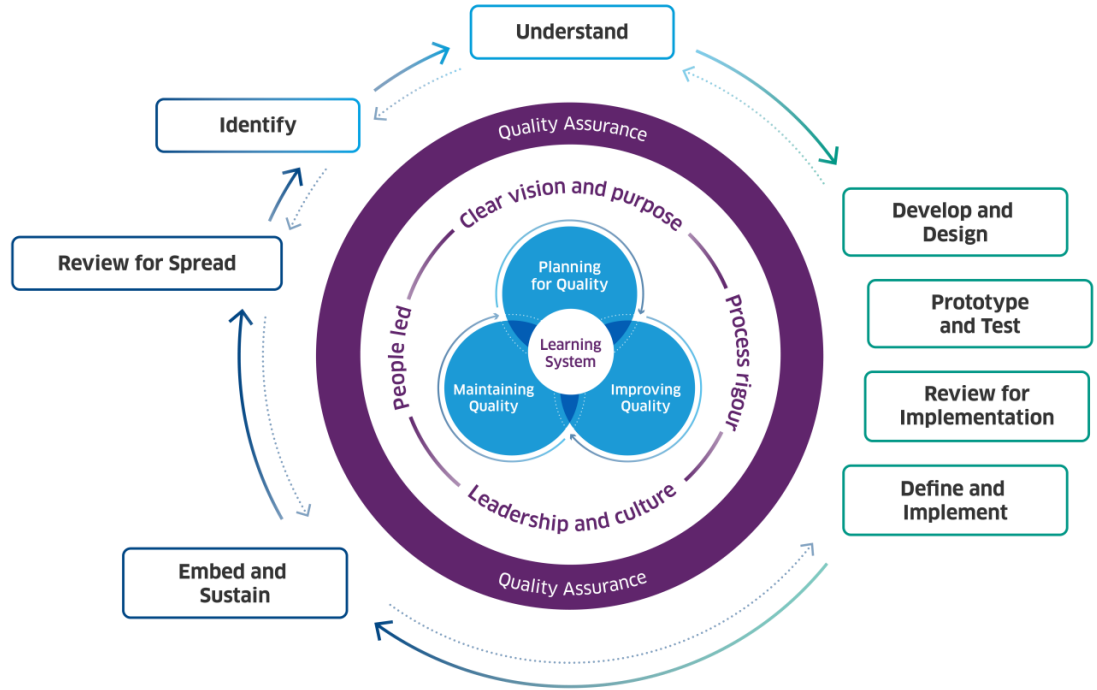 Understand
Identify
Quality Assurance
Clear vision and purpose
Develop and
Design
Review for Spread
Planning
for Quality
Prototype
and Test
People led
Process rigour
Learning
System
Maintaining
Quality
Improving
Quality
Review for
Implementation
Leadership and culture
Define and
Implement
Embed and
Sustain
Quality Assurance